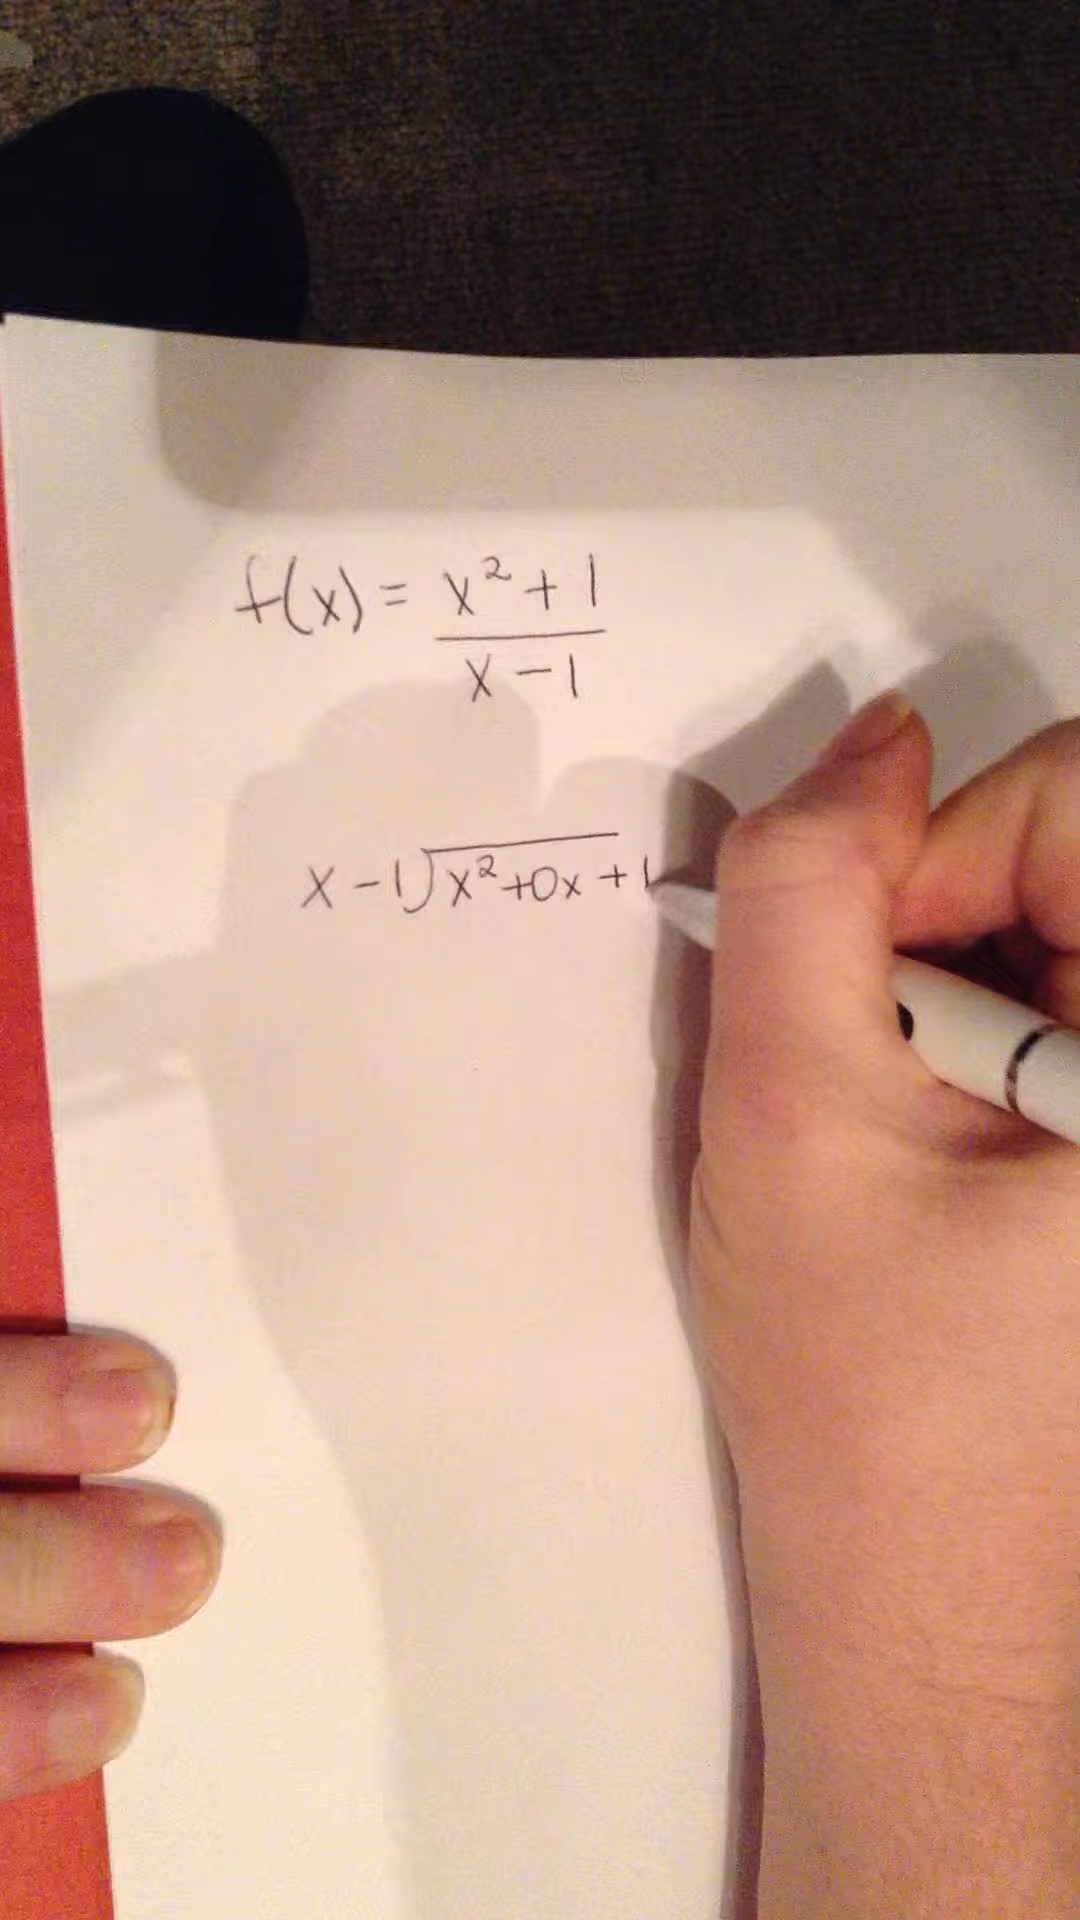 f(x) = x² + 1
x - 1
x - 1)x² + 0x + 1